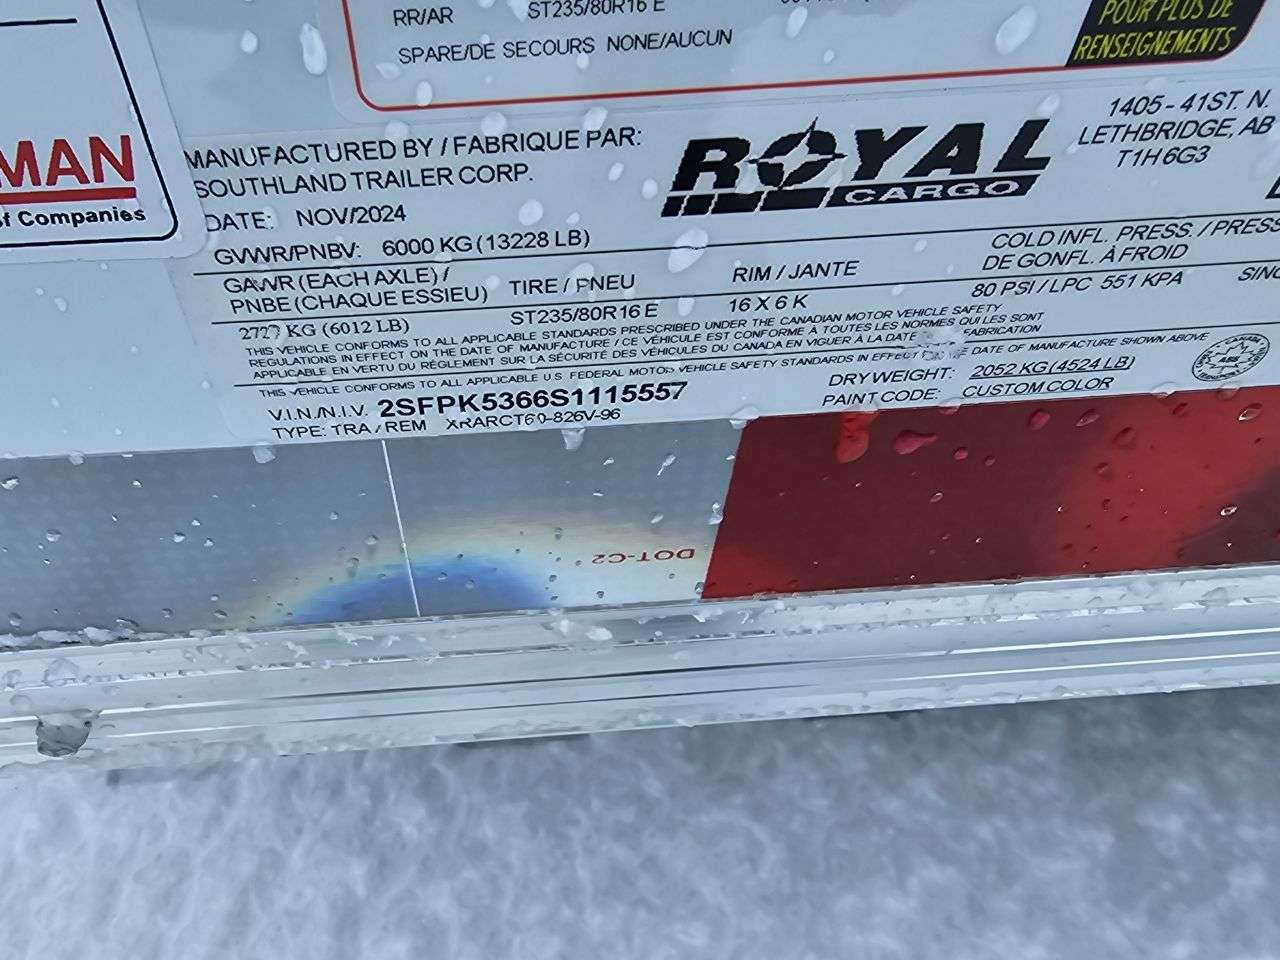 RR/AR ST235/80R16 E
SPARE/DE SECOURS NONE/AUCUN
POUR PLUS DE
RENSEIGNEMENTS
MAN
of Companies
MANUFACTURED BY / FABRIQUE PAR:
SOUTHLAND TRAILER CORP.
DATE: NOV/2024
ROYAL
CARGO
1405 - 41ST. N.
LETHBRIDGE, AB
T1H 6G3
GVWR/PNBV: 6000 KG (13228 LB)
GAWR (EACH AXLE) /
PNBE (CHAQUE ESSIEU)
TIRE / PNEU
RIM / JANTE
COLD INFL. PRESS. / PRESS
DE GONFL. À FROID
2727 KG (6012 LB)
ST235/80R16 E
16 X 6 K
80 PSI / LPC 551 KPA
THIS VEHICLE CONFORMS TO ALL APPLICABLE STANDARDS PRESCRIBED UNDER THE CANADIAN MOTOR VEHICLE SAFETY
REGULATIONS IN EFFECT ON THE DATE OF MANUFACTURE / CE VÉHICULE EST CONFORME À TOUTES LES NORMES QUI LES SONT
APPLICABLE EN VERTU DU RÈGLEMENT SUR LA SÉCURITÉ DES VÉHICULES DU CANADA EN VIGUER À LA DATE FABRICATION
THIS VEHICLE CONFORMS TO ALL APPLICABLE U.S. FEDERAL MOTOR VEHICLE SAFETY STANDARDS IN EFFECT DATE OF MANUFACTURE SHOWN ABOVE
V.I.N./N.I.V. 2SFPK5366S1115557
TYPE: TRA / REM XRARCT60-826V-96
DRY WEIGHT: 2052 KG (4524 LB)
PAINT CODE: CUSTOM COLOR
DOT-C2